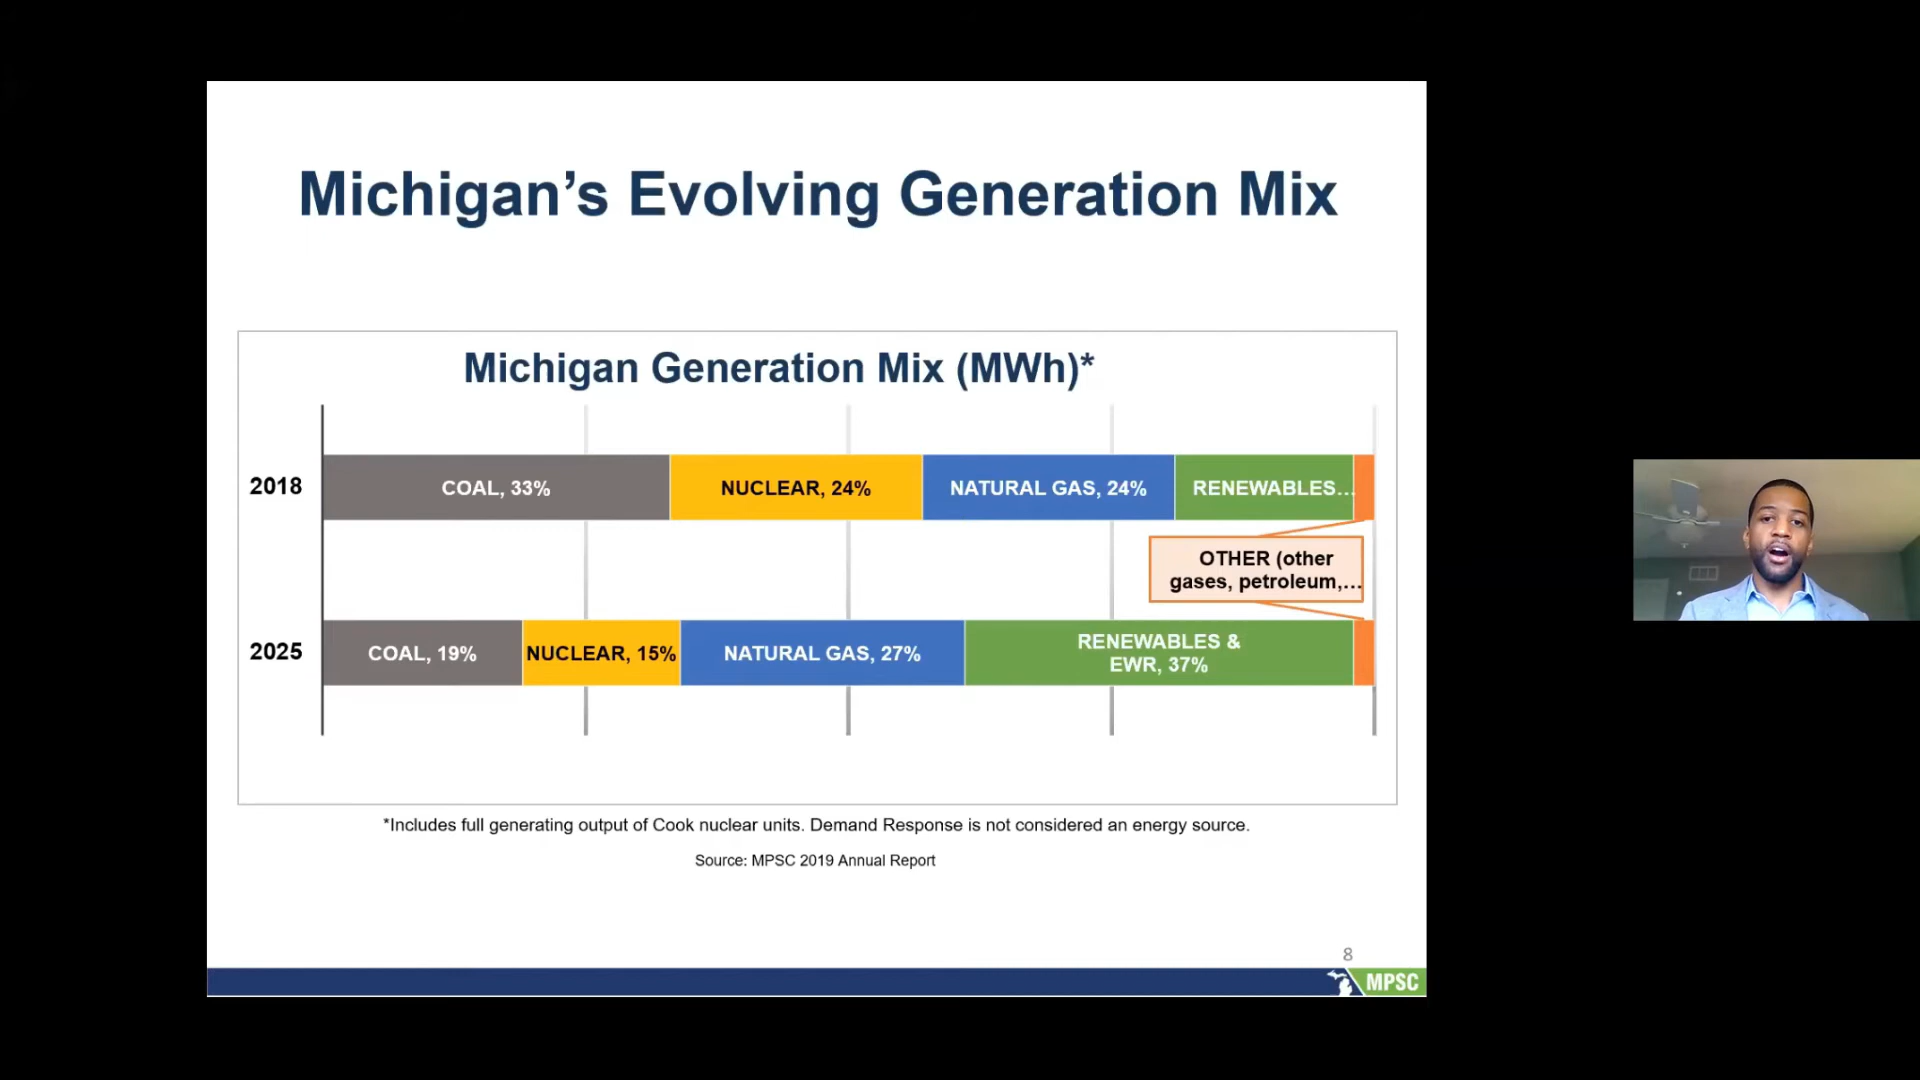 Michigan’s Evolving Generation Mix
Michigan Generation Mix (MWh)*
2018
COAL, 33%
NUCLEAR, 24%
NATURAL GAS, 24%
RENEWABLES...
OTHER (other
gases, petroleum,...
2025
COAL, 19%
NUCLEAR, 15%
NATURAL GAS, 27%
RENEWABLES &
EWR, 37%
*Includes full generating output of Cook nuclear units. Demand Response is not considered an energy source.
Source: MPSC 2019 Annual Report
8
MPSC